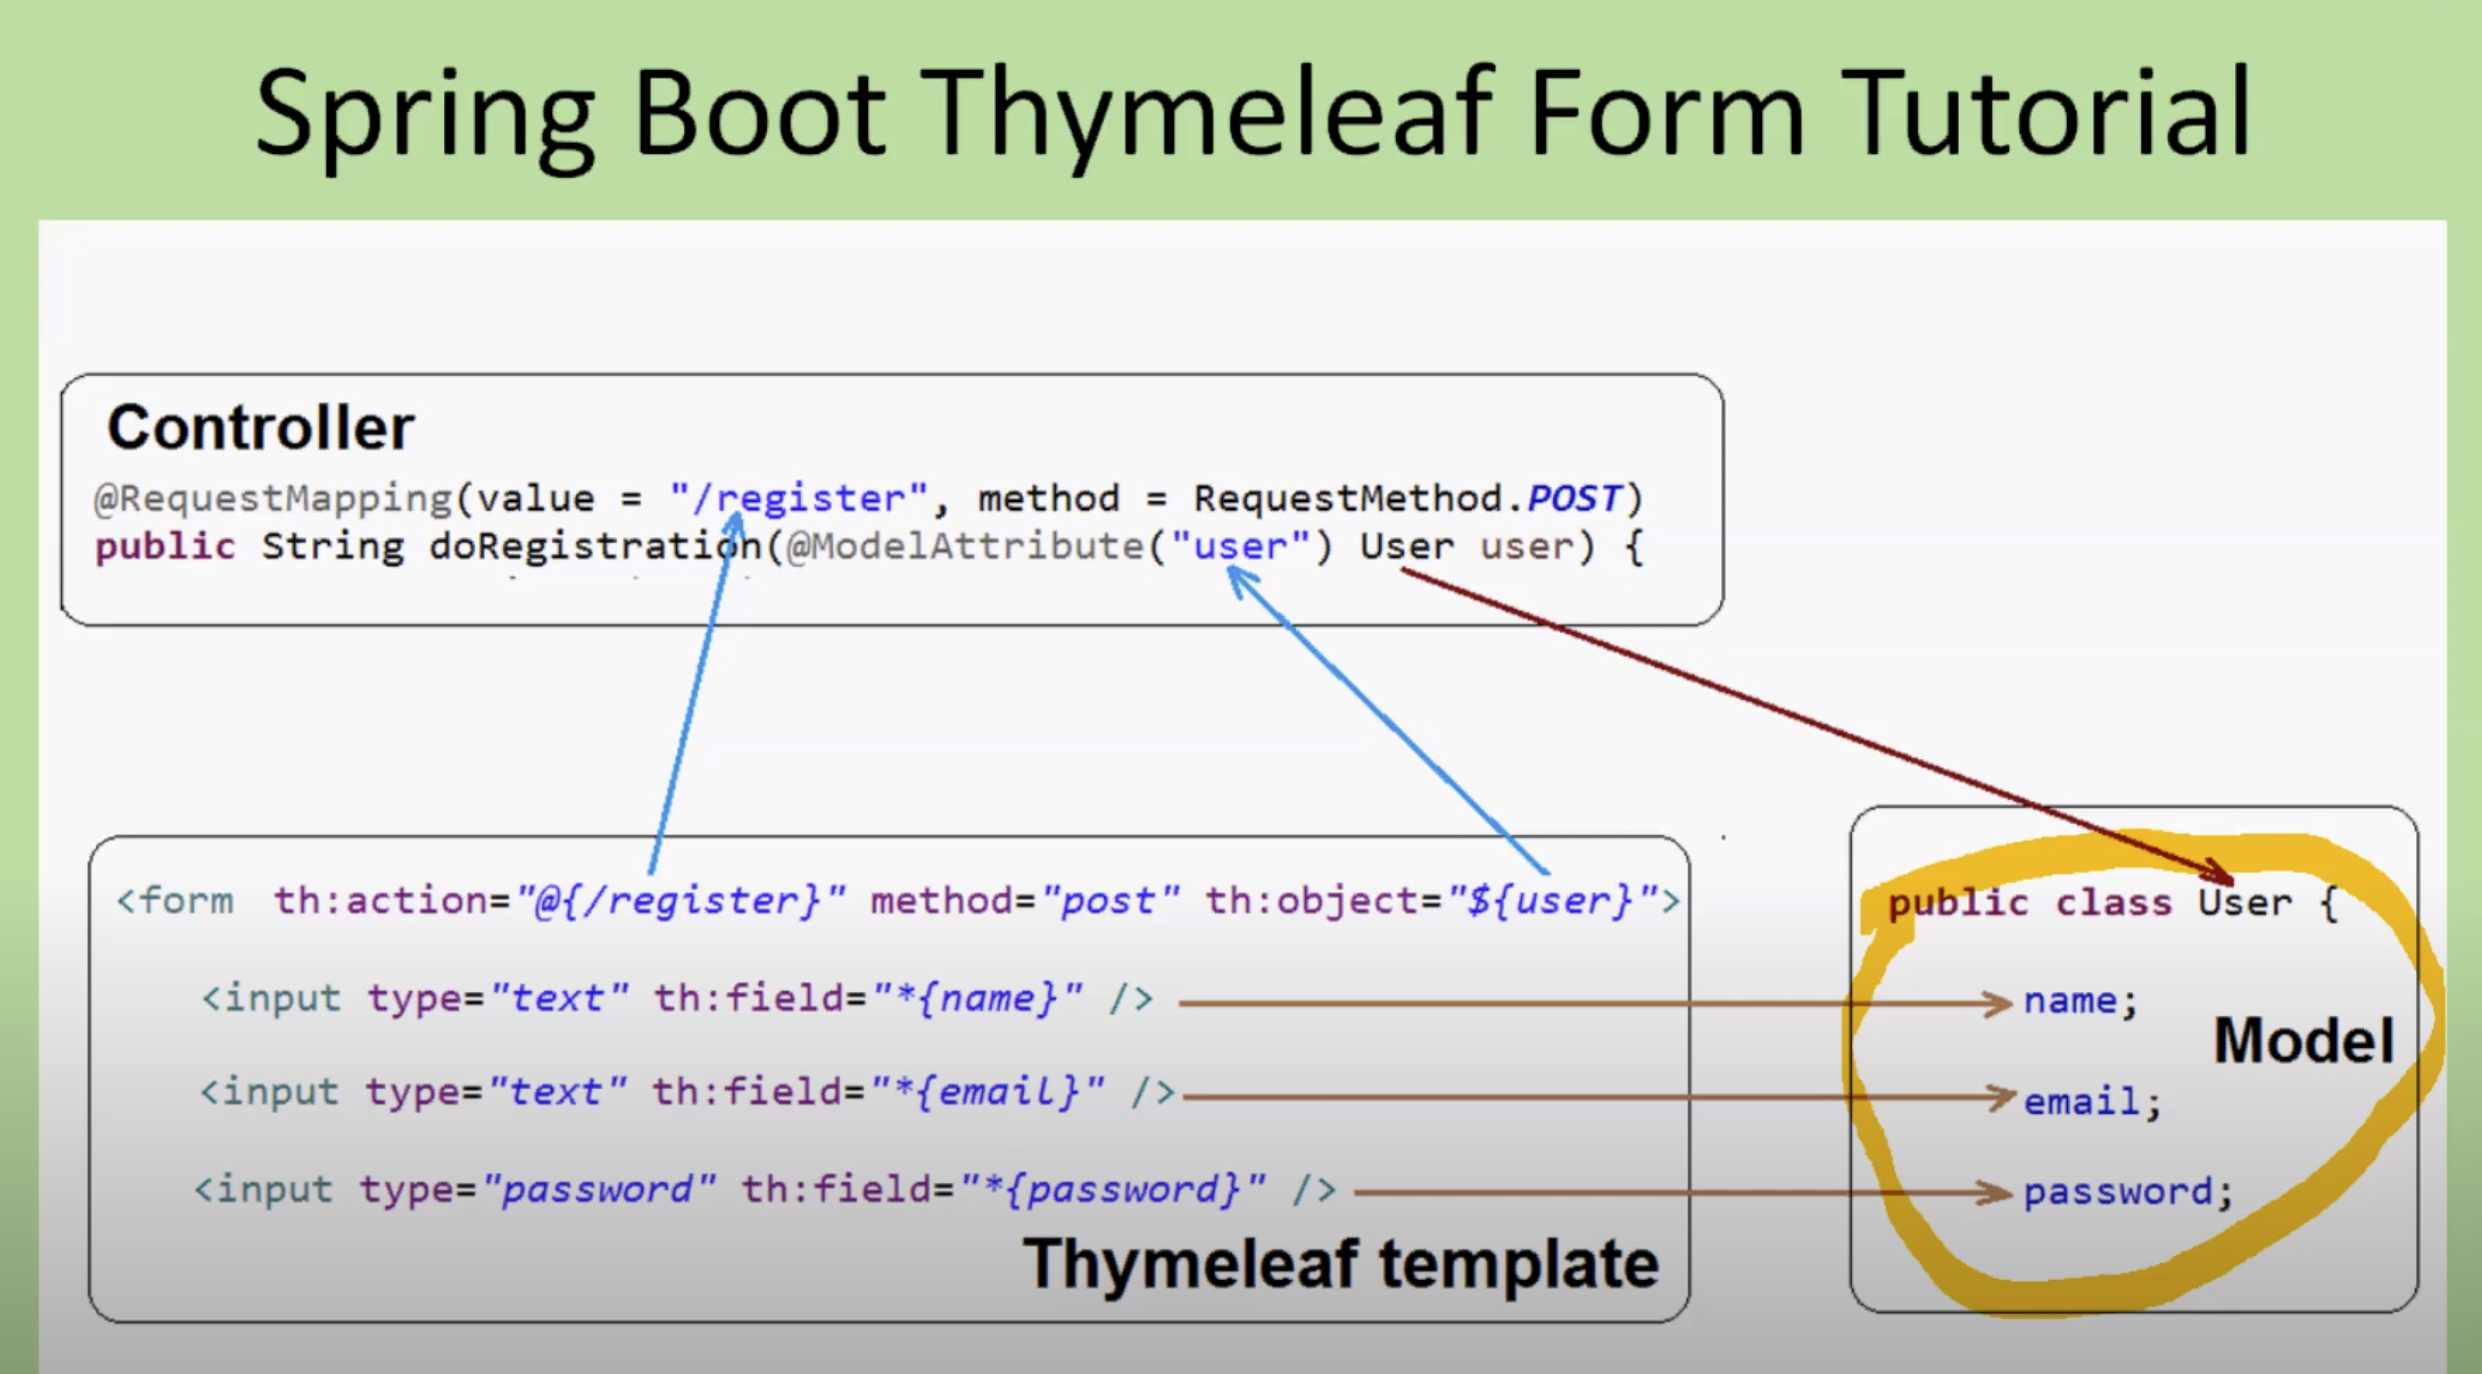 Spring Boot Thymeleaf Form Tutorial
Controller
@RequestMapping(value = "/register", method = RequestMethod.POST)
public String doRegistration(@ModelAttribute("user") User user) {
<form th:action="@{/register}" method="post" th:object="${user}">
<input type="text" th:field="*{name}" />
<input type="text" th:field="*{email}" />
<input type="password" th:field="*{password}" />
Thymeleaf template
public class User {
name;
Model
email;
password;